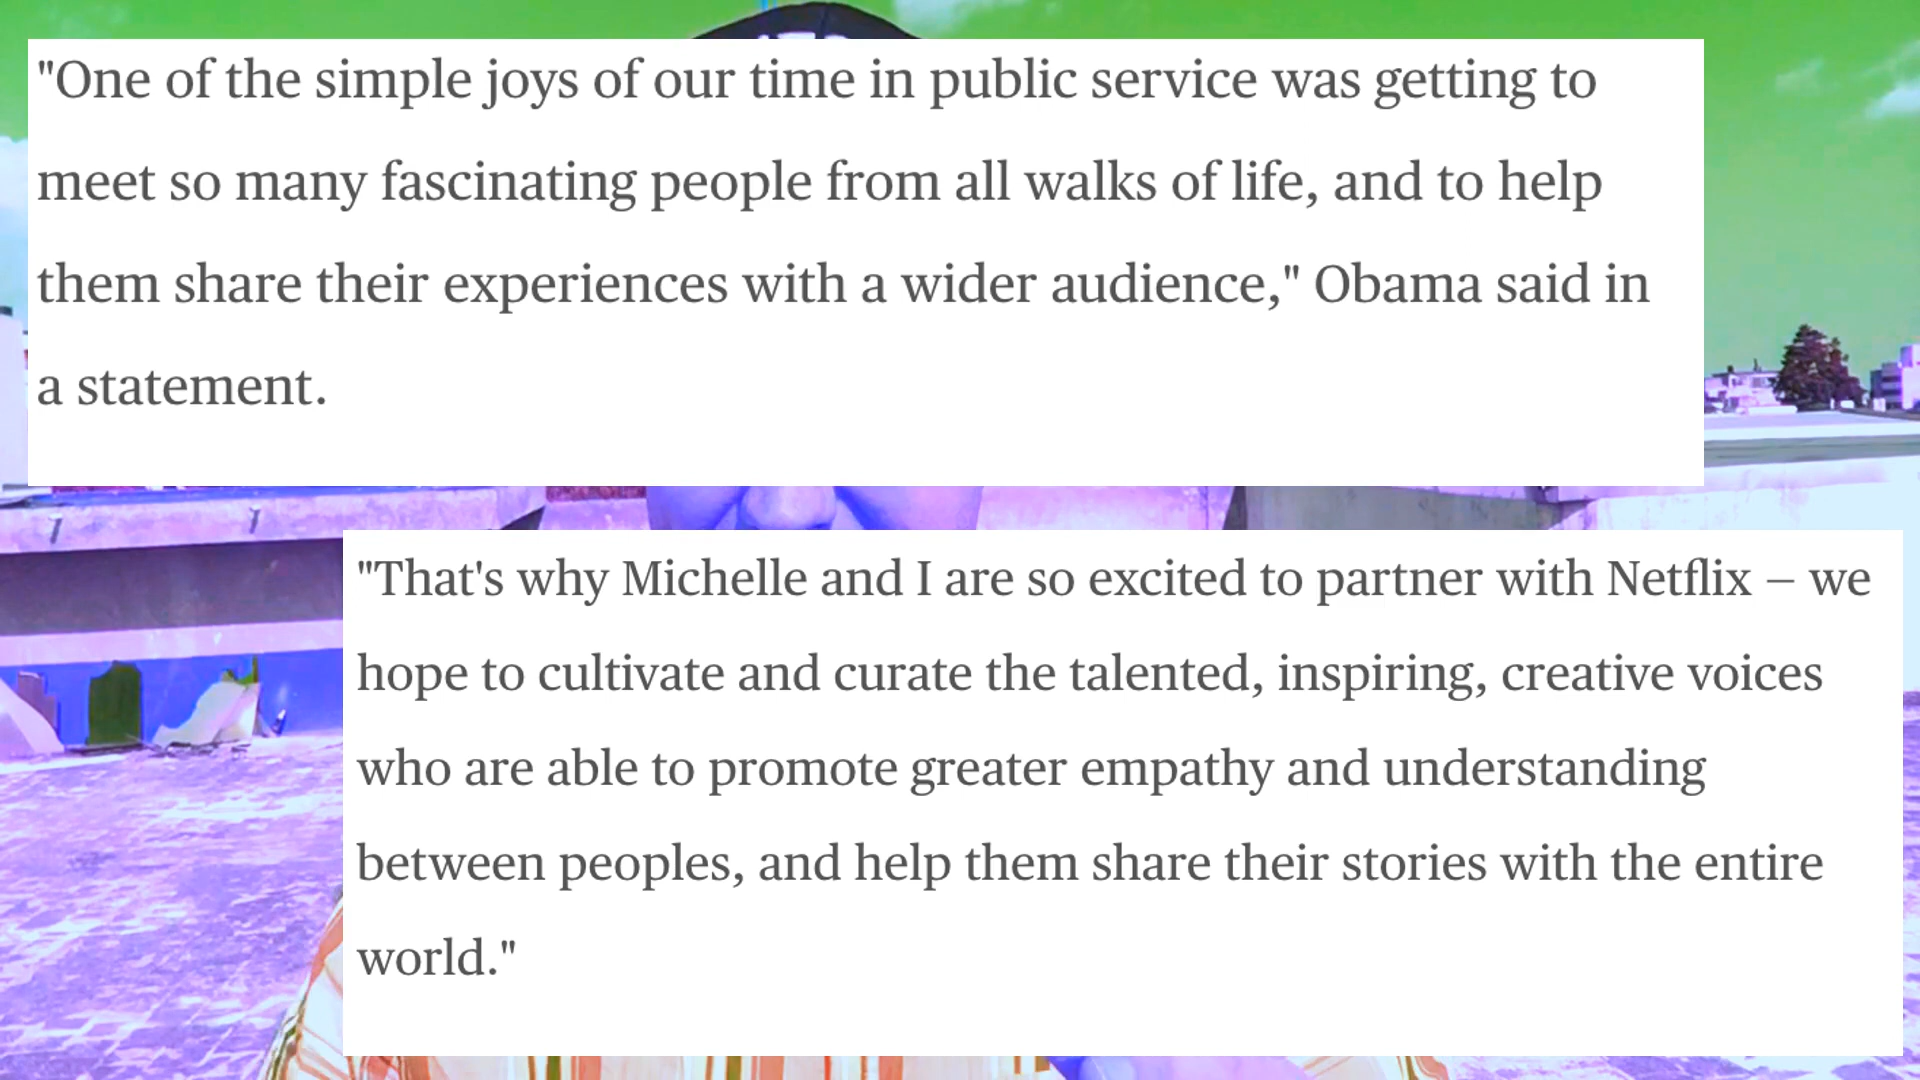 "One of the simple joys of our time in public service was getting to
meet so many fascinating people from all walks of life, and to help
them share their experiences with a wider audience," Obama said in
a statement.
"That's why Michelle and I are so excited to partner with Netflix – we
hope to cultivate and curate the talented, inspiring, creative voices
who are able to promote greater empathy and understanding
between peoples, and help them share their stories with the entire
world."